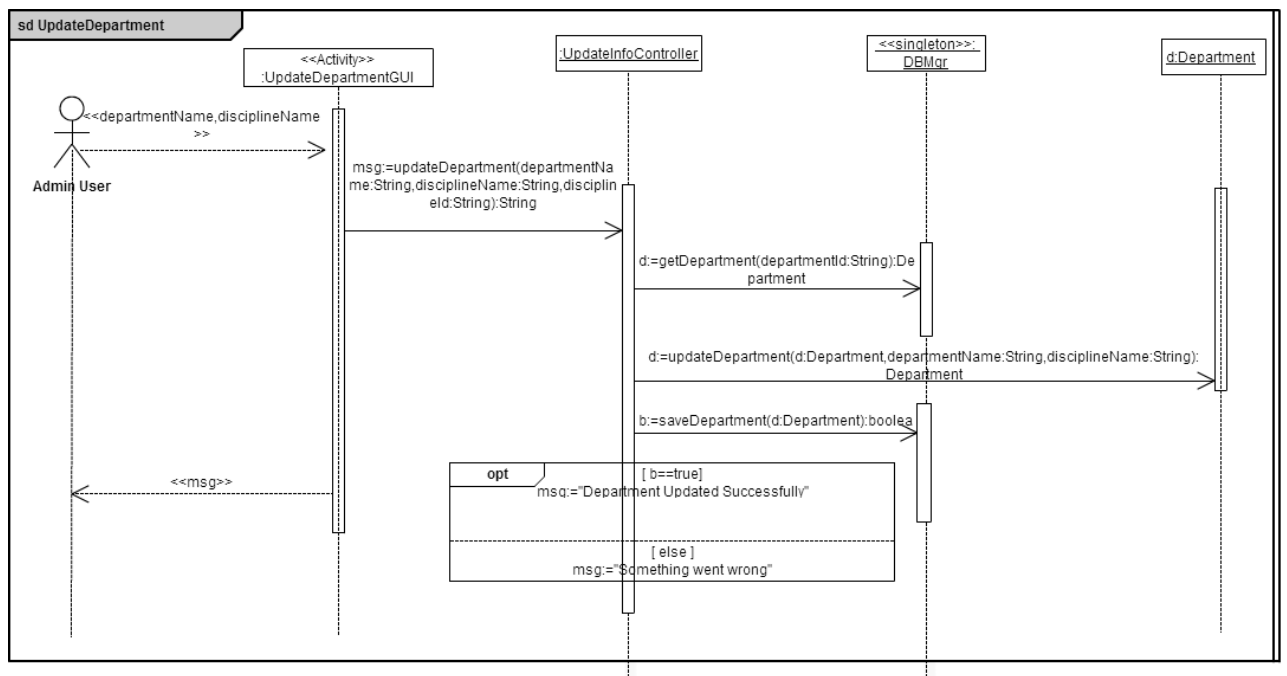 sd UpdateDepartment
<<Activity>>
:UpdateDepartmentGUI
:UpdateInfoController
<<singleton>>:
DBMgr
d:Department
<<departmentName,disciplineName
>>
Admin User
msg:=updateDepartment(departmentNa
me:String,disciplineName:String,disciplin
eId:String):String
d:=getDepartment(departmentId:String):De
partment
d:=updateDepartment(d:Department,departmentName:String,disciplineName:String):
Department
b:=saveDepartment(d:Department):boolea
<<msg>>
opt
[ b==true]
msg:="Department Updated Successfully"
[ else ]
msg:="Something went wrong"